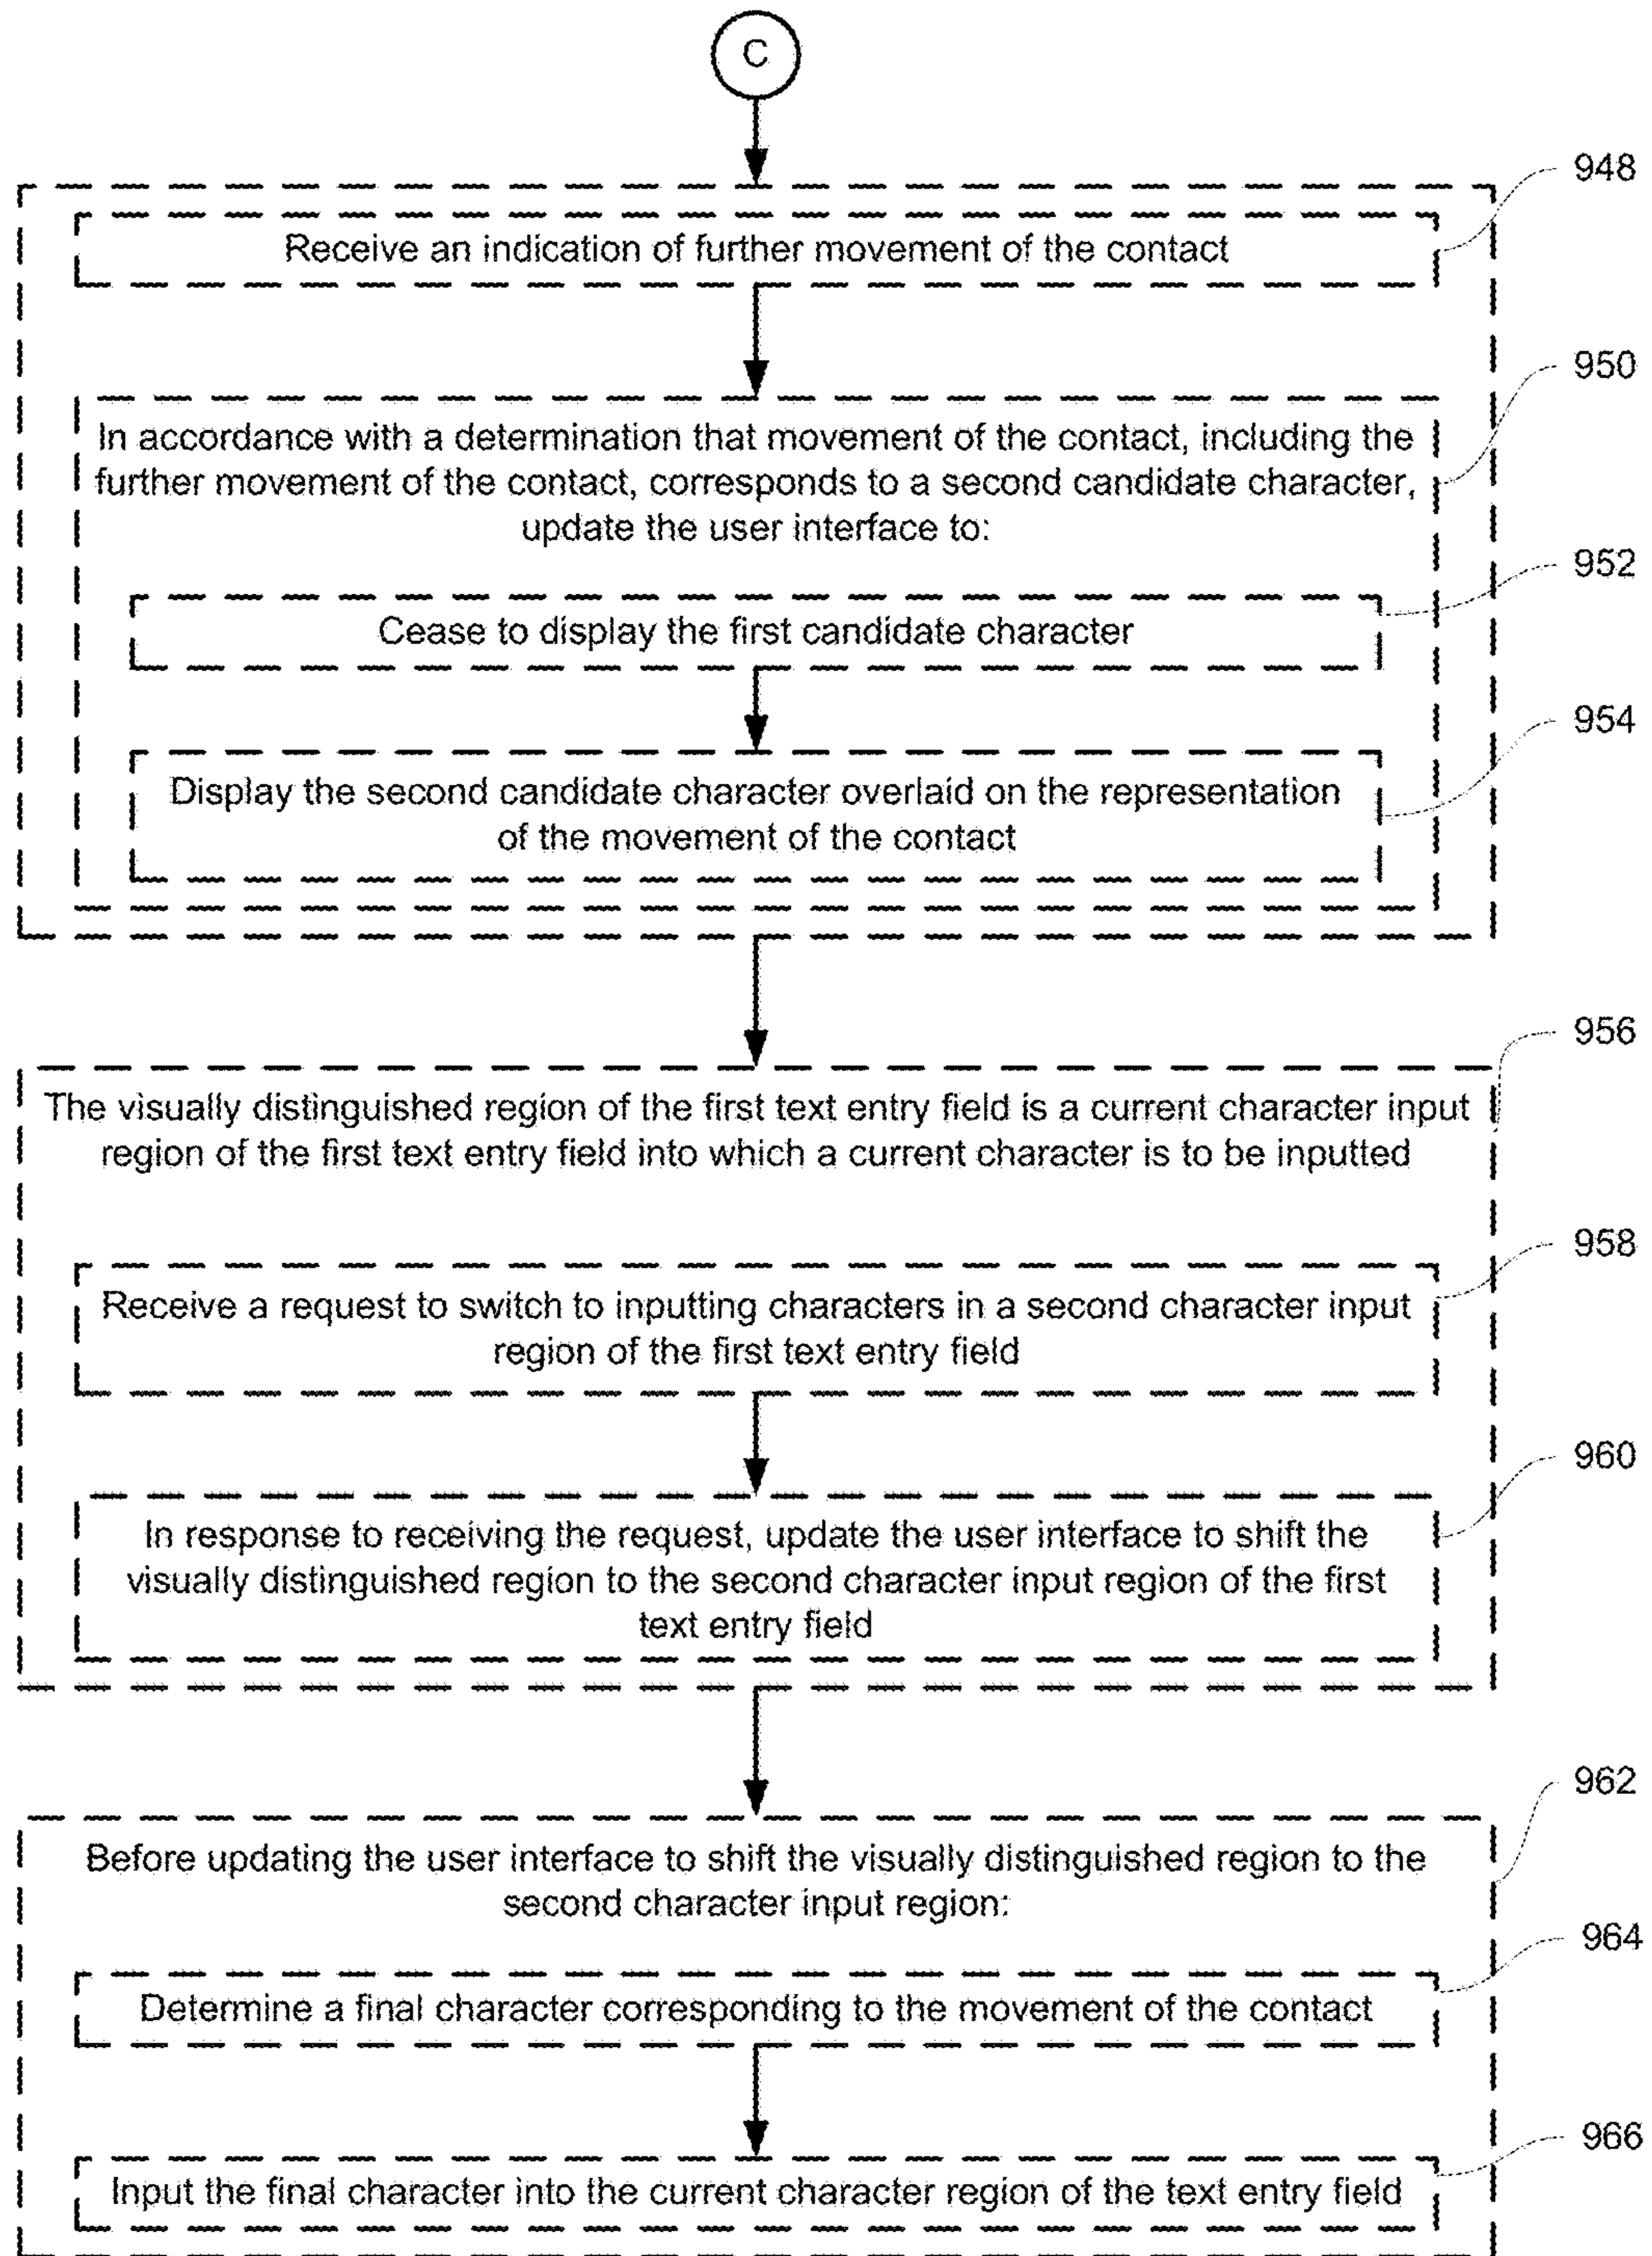 C
948
Receive an indication of further movement of the contact
950
In accordance with a determination that movement of the contact, including the
further movement of the contact, corresponds to a second candidate character,
update the user interface to:
952
Cease to display the first candidate character
954
Display the second candidate character overlaid on the representation
of the movement of the contact
956
The visually distinguished region of the first text entry field is a current character input
region of the first text entry field into which a current character is to be inputted
958
Receive a request to switch to inputting characters in a second character input
region of the first text entry field
960
In response to receiving the request, update the user interface to shift the
visually distinguished region to the second character input region of the first
text entry field
962
Before updating the user interface to shift the visually distinguished region to the
second character input region:
964
Determine a final character corresponding to the movement of the contact
966
Input the final character into the current character region of the text entry field